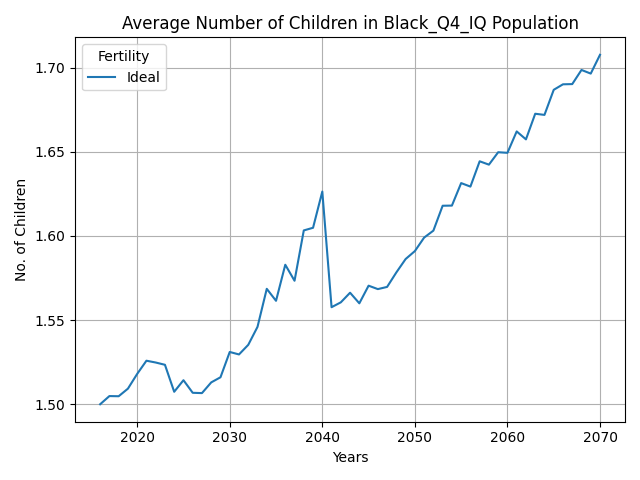 Average Number of Children in Black_Q4_IQ Population
Fertility
Ideal
No. of Children
1.70
1.65
1.60
1.55
1.50
2020 2030 2040 2050 2060 2070
Years